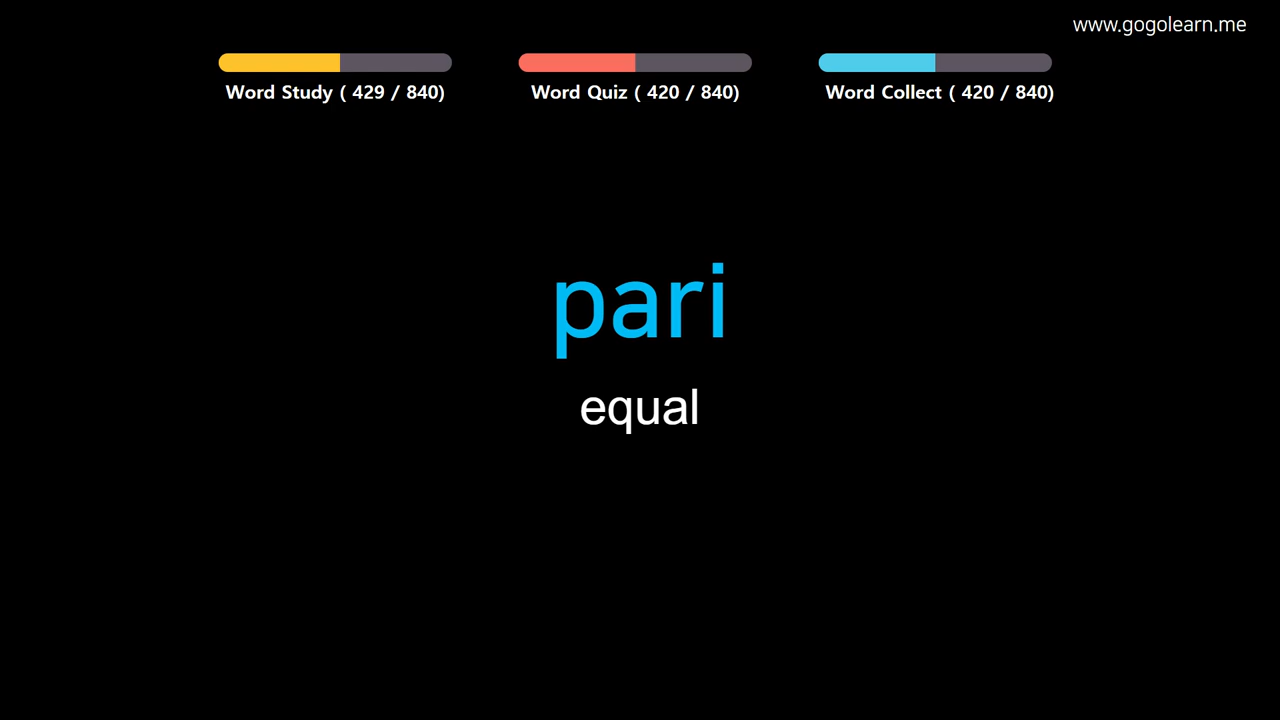 www.gogolearn.me
Word Study ( 429 / 840)
Word Quiz ( 420 / 840)
Word Collect ( 420 / 840)
pari
equal